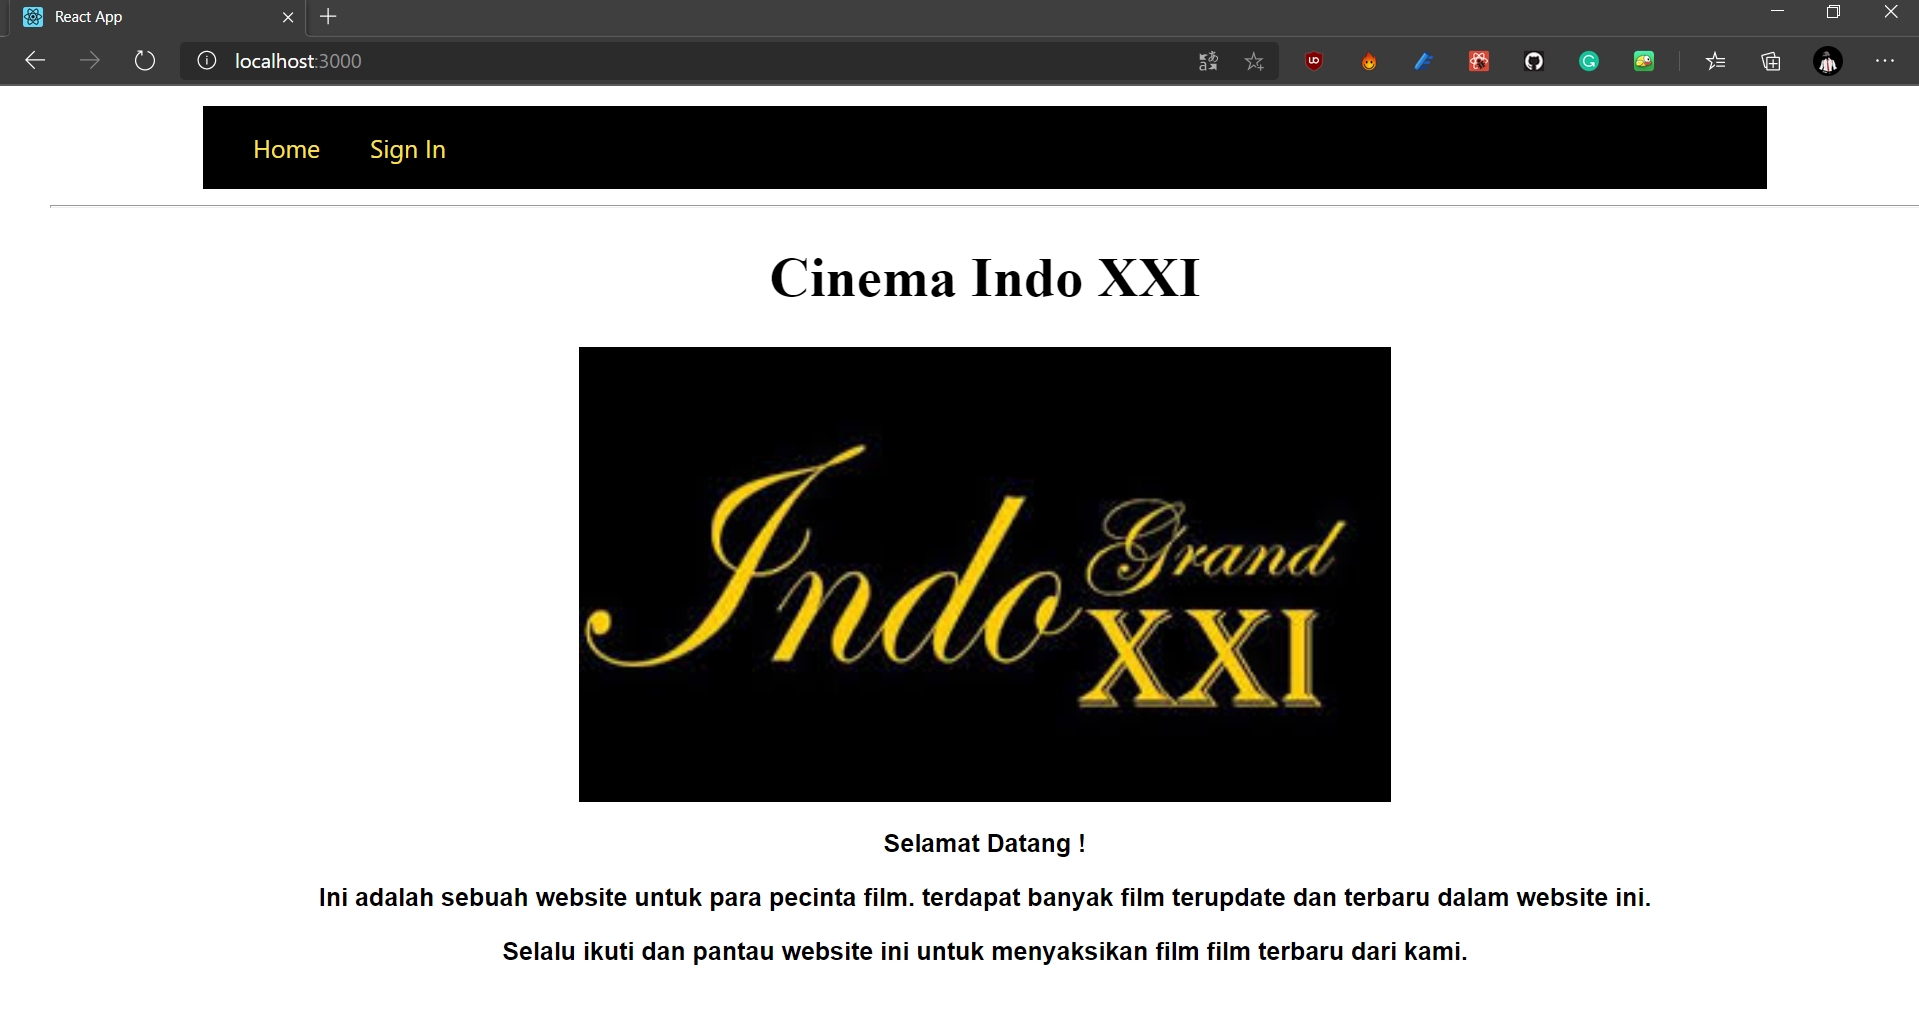 React App
localhost:3000
Home Sign In
Cinema Indo XXI
Indo Grand XXI
Selamat Datang !
Ini adalah sebuah website untuk para pecinta film. terdapat banyak film terupdate dan terbaru dalam website ini.
Selalu ikuti dan pantau website ini untuk menyaksikan film film terbaru dari kami.